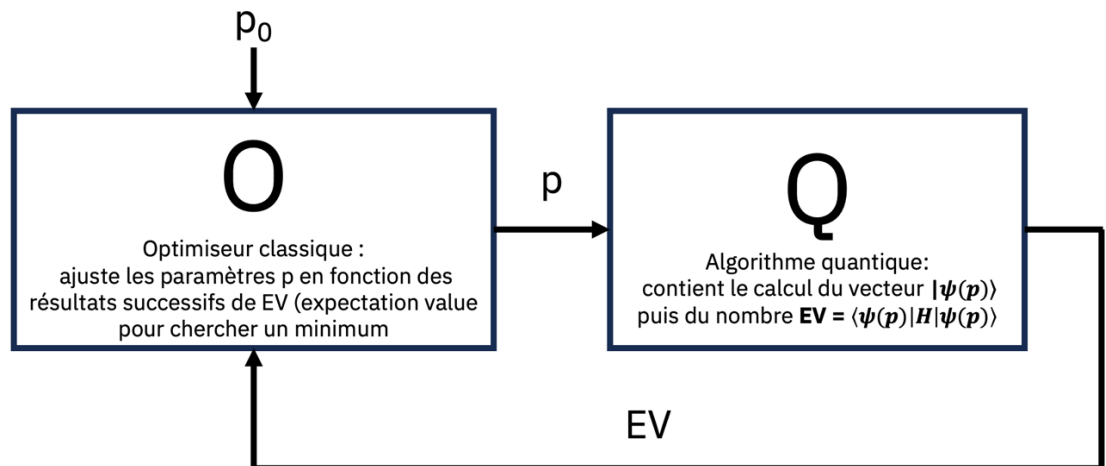 p₀
O
Optimiseur classique :
ajuste les paramètres p en fonction des
résultats successifs de EV (expectation value
pour chercher un minimum
p
Q
Algorithme quantique:
contient le calcul du vecteur |ψ(p)⟩
puis du nombre EV = ⟨ψ(p)|H|ψ(p)⟩
EV